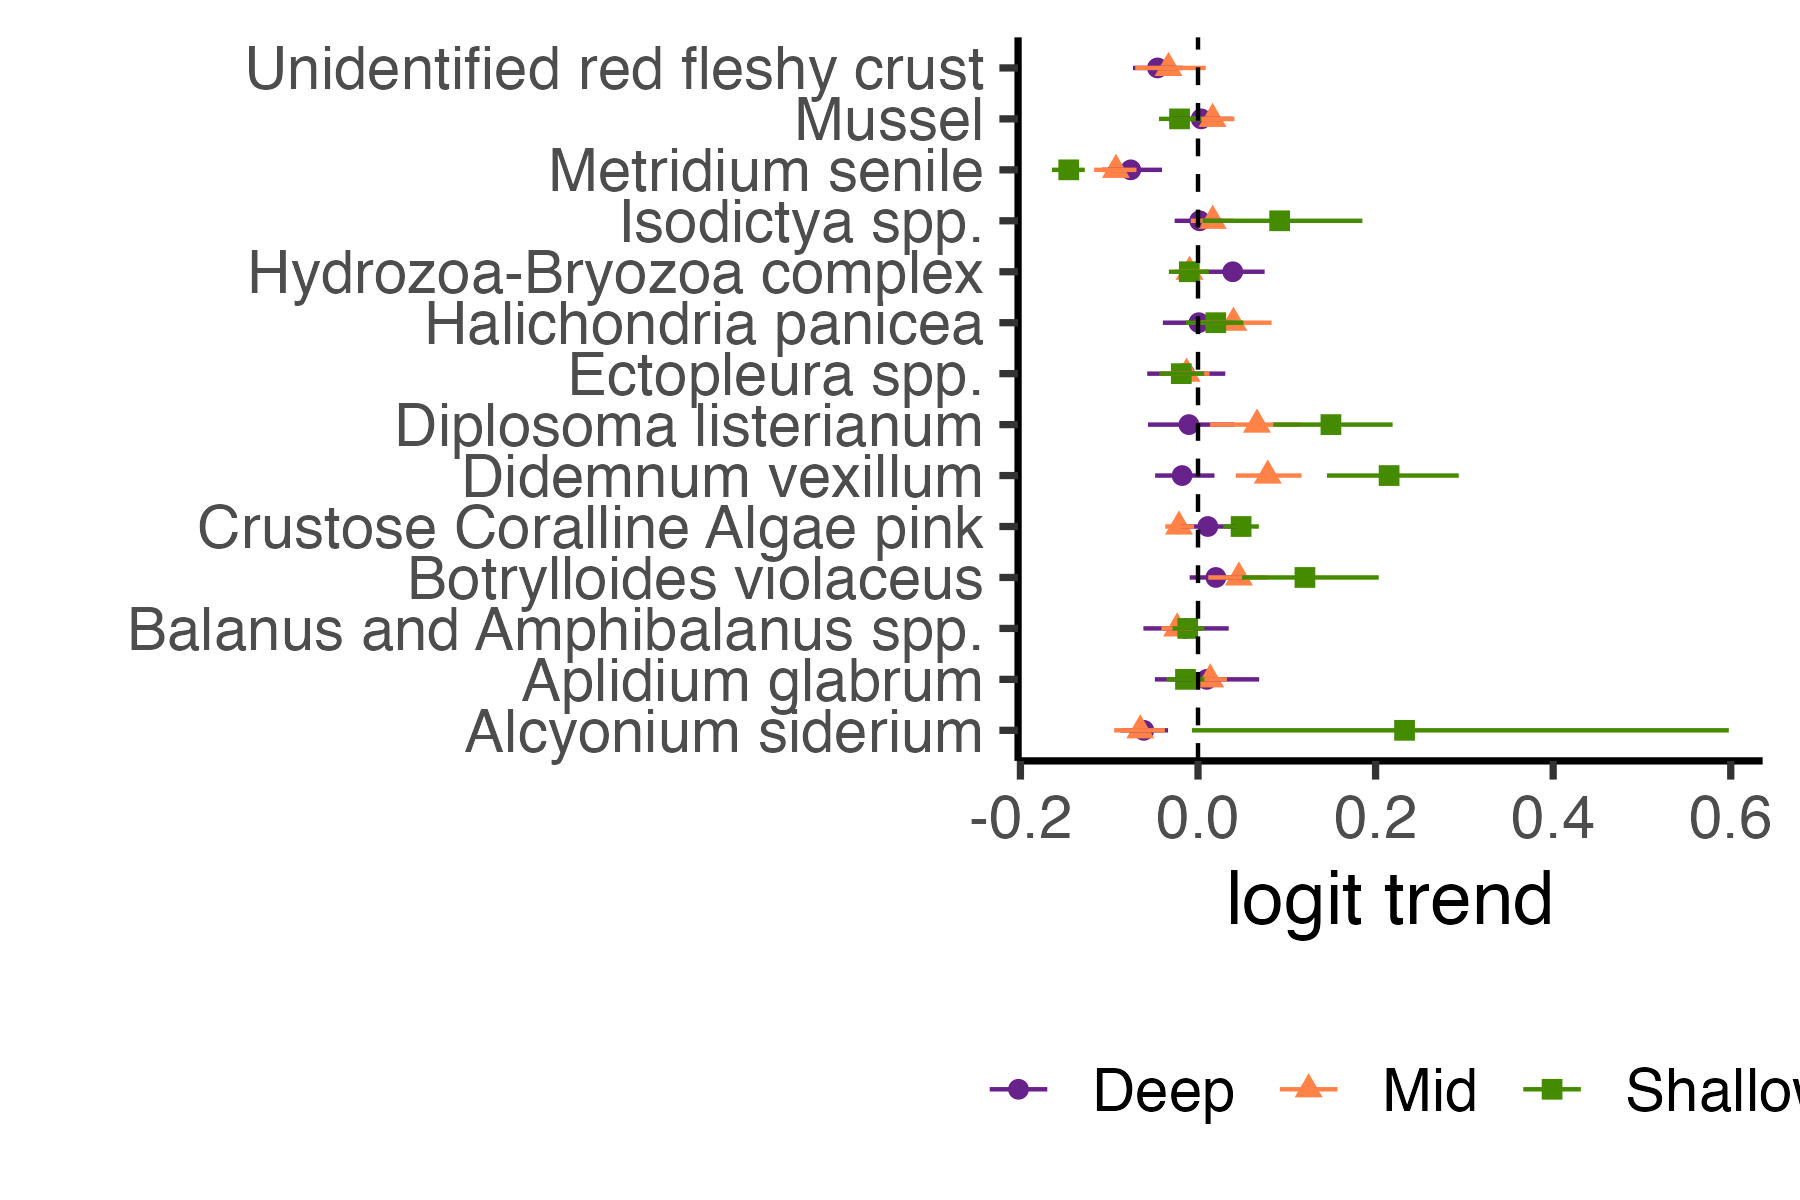 Unidentified red fleshy crust
Mussel
Metridium senile
Isodictya spp.
Hydrozoa-Bryozoa complex
Halichondria panicea
Ectopleura spp.
Diplosoma listerianum
Didemnum vexillum
Crustose Coralline Algae pink
Botrylloides violaceus
Balanus and Amphibalanus spp.
Aplidium glabrum
Alcyonium siderium
-0.2 0.0 0.2 0.4 0.6
logit trend
Deep Mid Shallow